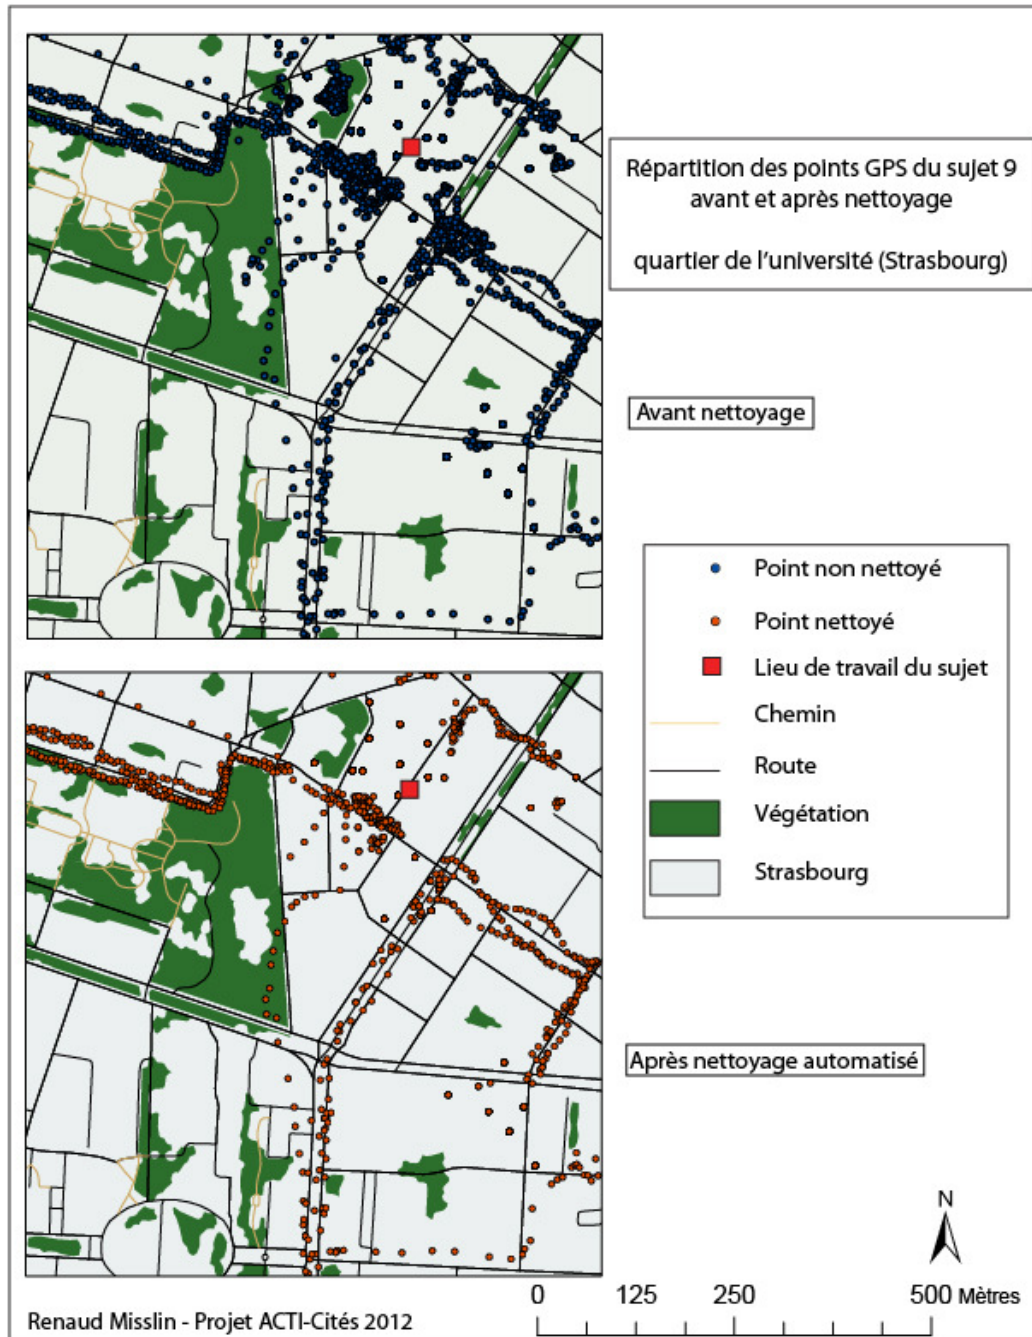 Répartition des points GPS du sujet 9
avant et après nettoyage
quartier de l'université (Strasbourg)
Avant nettoyage
Point non nettoyé
Point nettoyé
Lieu de travail du sujet
Chemin
Route
Végétation
Strasbourg
Après nettoyage automatisé
N
0 125 250 500 Mètres
Renaud Misslin - Projet ACTI-Cités 2012